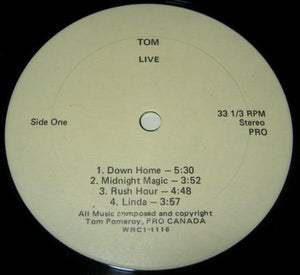 TOM
LIVE
Side One
33 1/3 RPM
Stereo
PRO
1. Down Home — 5:30
2. Midnight Magic — 3:52
3. Rush Hour — 4:48
4. Linda — 3:57
All Music composed and copyright
Tom Pomeroy, PRO CANADA
WRC1-1116